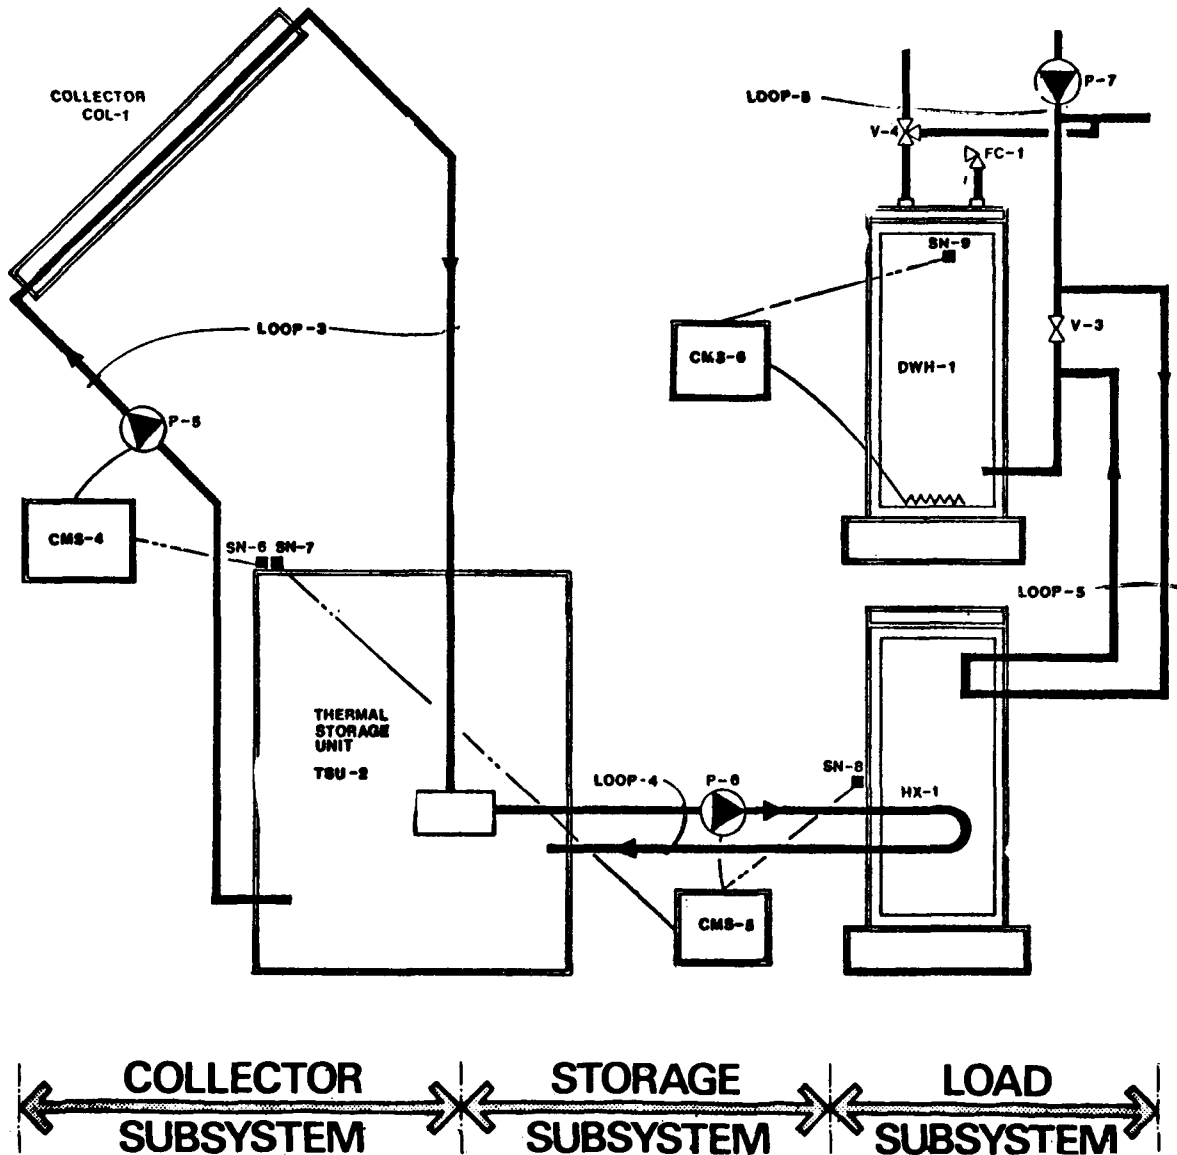 COLLECTOR
COL-1
LOOP-5
P-7
V-4
FC-1
SN-9
LOOP-3
V-3
CMS-6
DWH-1
P-5
CMS-4
SN-6 SN-7
LOOP-5
THERMAL
STORAGE
UNIT
TSU-2
LOOP-4
P-6
SN-8
HX-1
CMS-5
COLLECTOR
SUBSYSTEM
STORAGE
SUBSYSTEM
LOAD
SUBSYSTEM